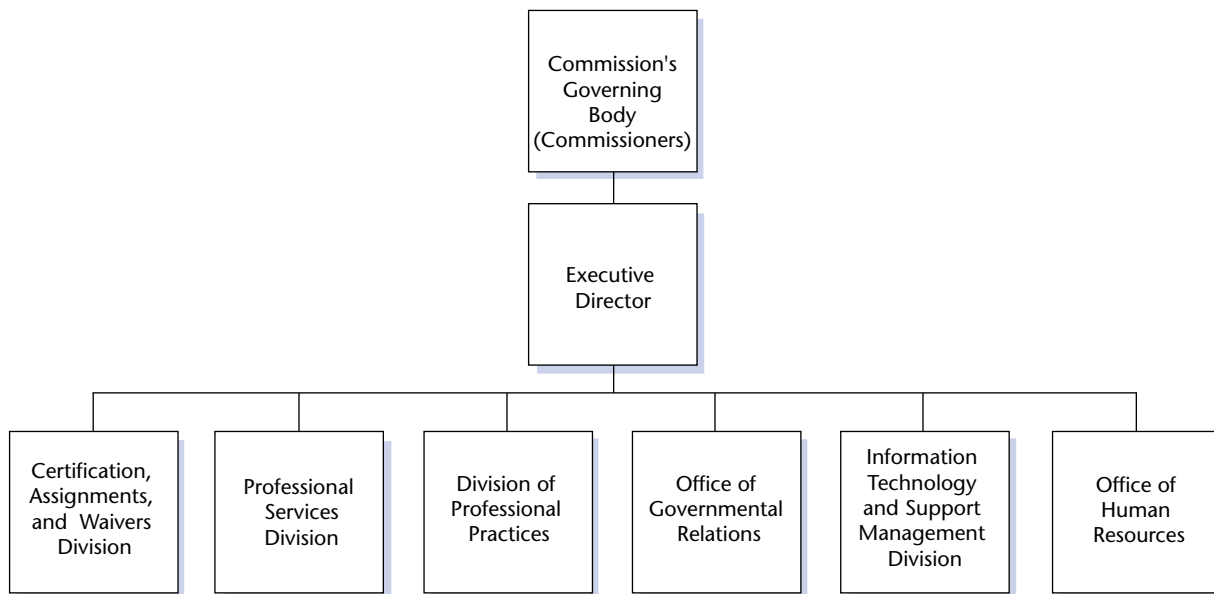 Commission's
Governing
Body
(Commissioners)
Executive
Director
Certification,
Assignments,
and Waivers
Division
Professional
Services
Division
Division of
Professional
Practices
Office of
Governmental
Relations
Information
Technology
and Support
Management
Division
Office of
Human
Resources